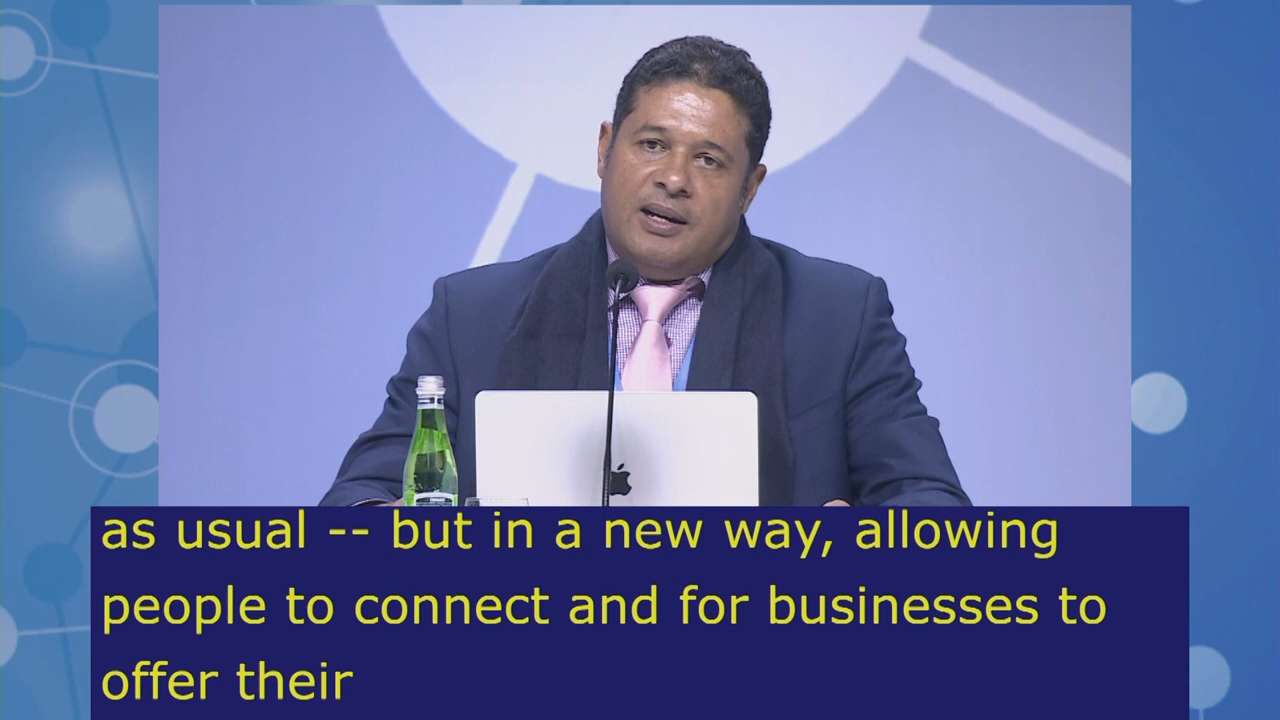 as usual -- but in a new way, allowing
people to connect and for businesses to
offer their